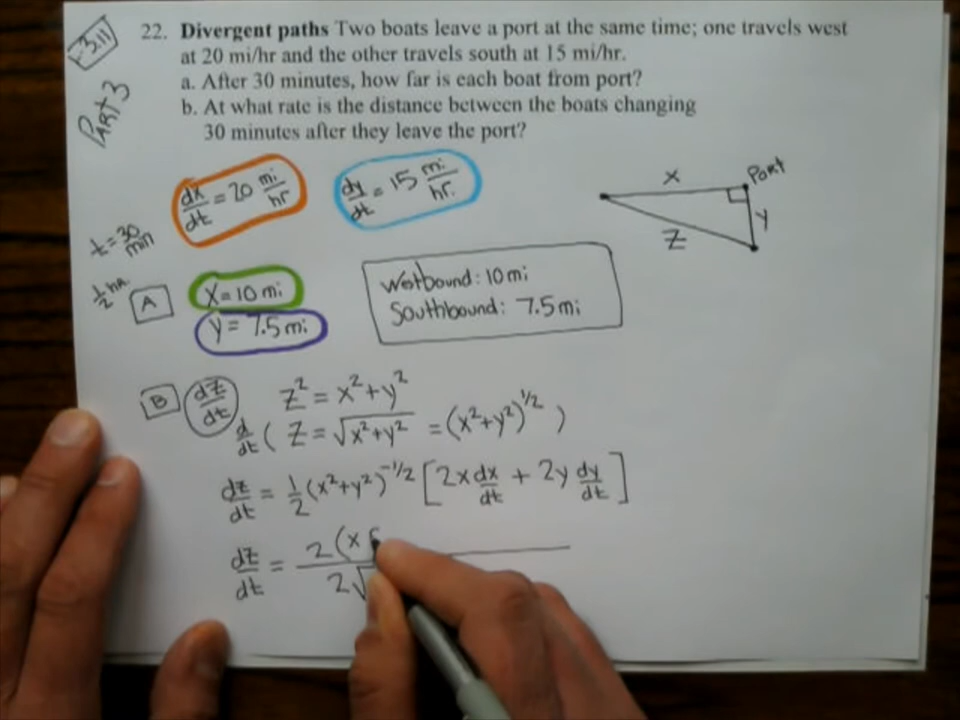 3.11
Part 3
22. Divergent paths Two boats leave a port at the same time; one travels west
at 20 mi/hr and the other travels south at 15 mi/hr.
a. After 30 minutes, how far is each boat from port?
b. At what rate is the distance between the boats changing
30 minutes after they leave the port?
dx/dt = 20 mi/hr
dy/dt = 15 mi/hr.
x
Port
y
z
t = 30 min
1/2 hr
A
x = 10 mi
y = 7.5 mi
Westbound: 10 mi
Southbound: 7.5 mi
B dz/dt z² = x² + y²
d/dt ( z = √x² + y² = (x² + y²)^1/2 )
dz/dt = 1/2 (x² + y²)^-1/2 [2x dx/dt + 2y dy/dt]
dz/dt = 2(x
2√